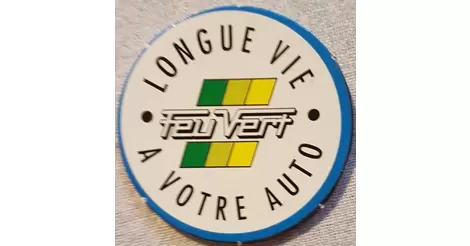 LONGUE VIE
Feu Vert
A VOTRE AUTO